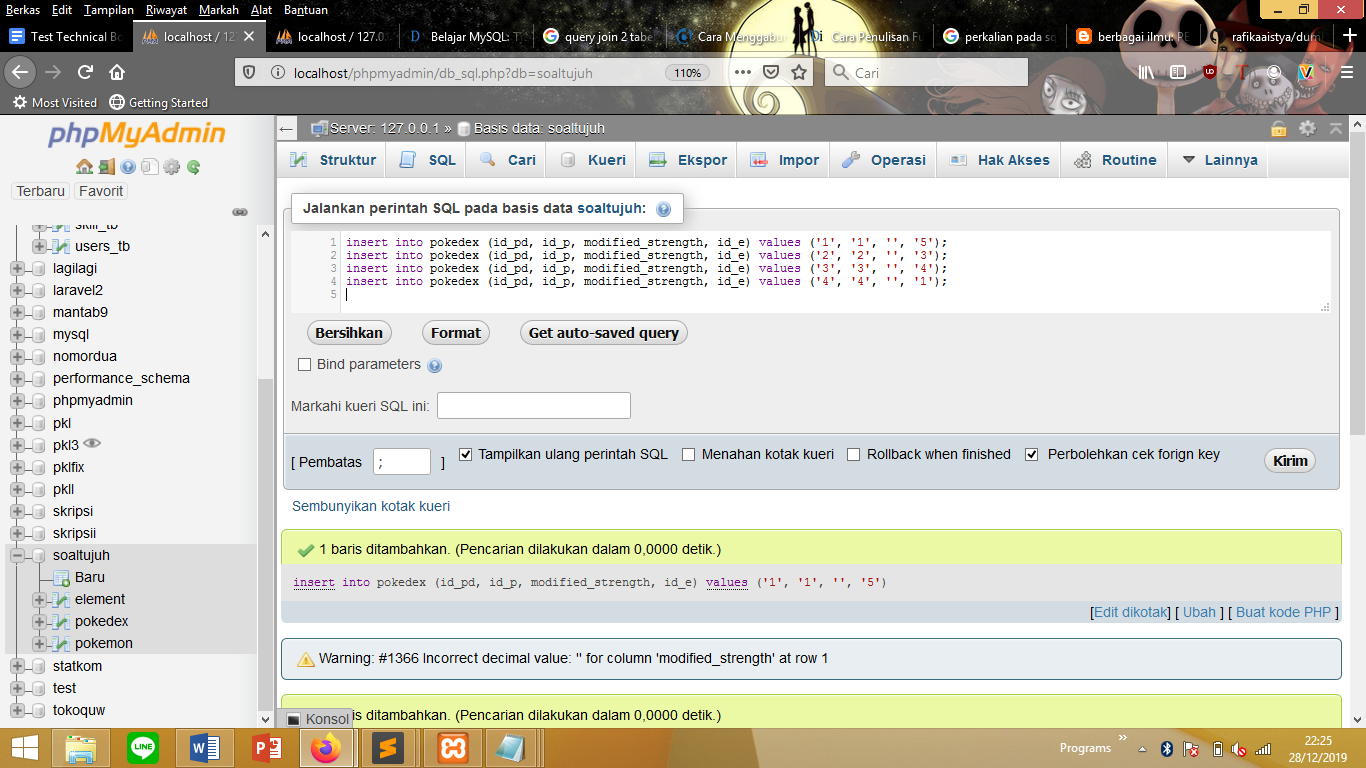 Berkas Edit Tampilan Riwayat Markah Alat Bantuan
Test Technical Bo
localhost / 12
localhost / 127.0.
Belajar MySQL: T
query join 2 tabe
Cara Menggabu
Cara Penulisan Fu
perkalian pada sq
berbagai ilmu: PE
rafikaaistya/dum
localhost/phpmyadmin/db_sql.php?db=soaltujuh 110% Cari
Most Visited Getting Started
phpMyAdmin
Terbaru Favorit
skill_tb
users_tb
lagilagi
laravel2
mantab9
mysql
nomordua
performance_schema
phpmyadmin
pkl
pkl3
pklfix
pkll
skripsi
skripsii
soaltujuh
Baru
element
pokedex
pokemon
statkom
test
tokoquw
Server: 127.0.0.1 » Basis data: soaltujuh
Struktur SQL Cari Kueri Ekspor Impor Operasi Hak Akses Routine Lainnya
Jalankan perintah SQL pada basis data soaltujuh:
1 insert into pokedex (id_pd, id_p, modified_strength, id_e) values ('1', '1', '', '5');
2 insert into pokedex (id_pd, id_p, modified_strength, id_e) values ('2', '2', '', '3');
3 insert into pokedex (id_pd, id_p, modified_strength, id_e) values ('3', '3', '', '4');
4 insert into pokedex (id_pd, id_p, modified_strength, id_e) values ('4', '4', '', '1');
5
Bersihkan Format Get auto-saved query
Bind parameters
Markahi kueri SQL ini:
[ Pembatas ; ] Tampilkan ulang perintah SQL Menahan kotak kueri Rollback when finished Perbolehkan cek forign key Kirim
Sembunyikan kotak kueri
1 baris ditambahkan. (Pencarian dilakukan dalam 0,0000 detik.)
insert into pokedex (id_pd, id_p, modified_strength, id_e) values ('1', '1', '', '5')
[Edit dikotak] [ Ubah ] [ Buat kode PHP ]
Warning: #1366 Incorrect decimal value: '' for column 'modified_strength' at row 1
is ditambahkan. (Pencarian dilakukan dalam 0,0000 detik.)
Konsol
Programs » 22:25
28/12/2019